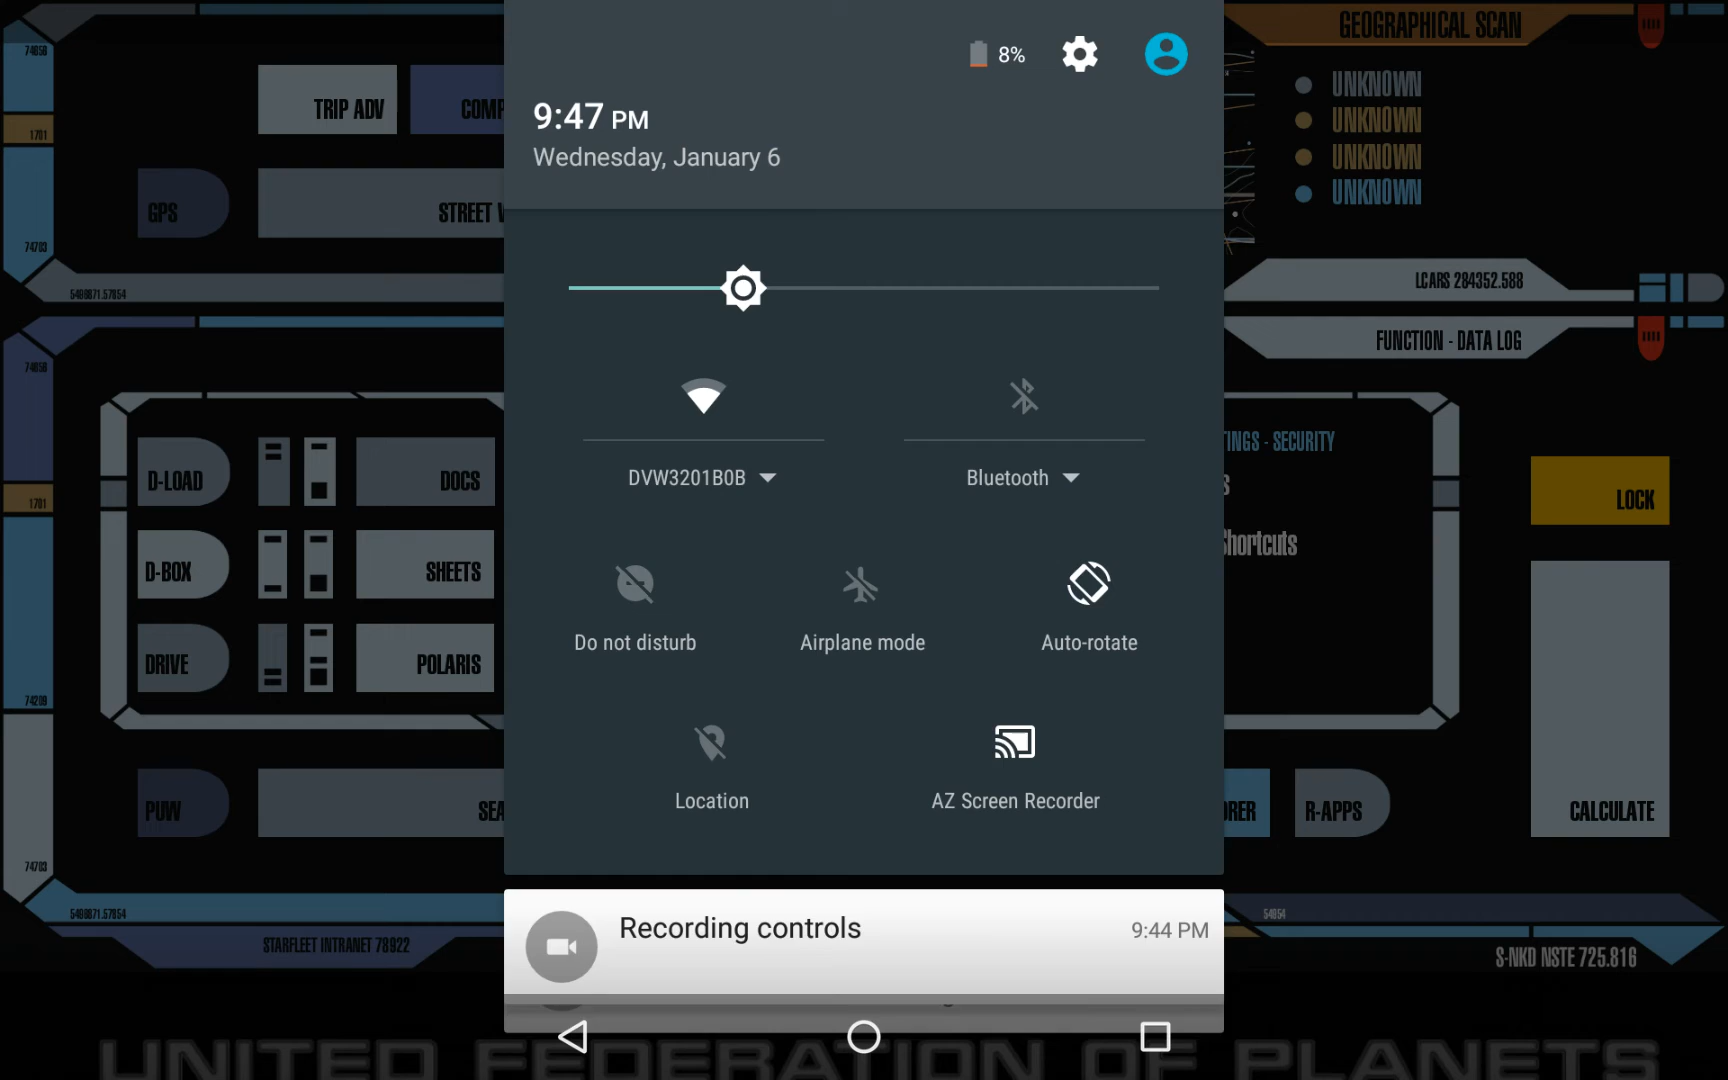 8%
9:47 PM
Wednesday, January 6
DVW3201B0B
Bluetooth
Do not disturb
Airplane mode
Auto-rotate
Location
AZ Screen Recorder
Recording controls
9:44 PM
TRIP ADV
GPS
D-LOAD
DOCS
D-BOX
SHEETS
DRIVE
POLARIS
PUW
STARFLEET INTRANET 78922
GEOGRAPHICAL SCAN
UNKNOWN
UNKNOWN
UNKNOWN
UNKNOWN
LCARS 284352.588
FUNCTION - DATA LOG
TINGS - SECURITY
Shortcuts
LOCK
R-APPS
CALCULATE
S-NKD NSTE 725.816
UNITED FEDERATION OF PLANETS